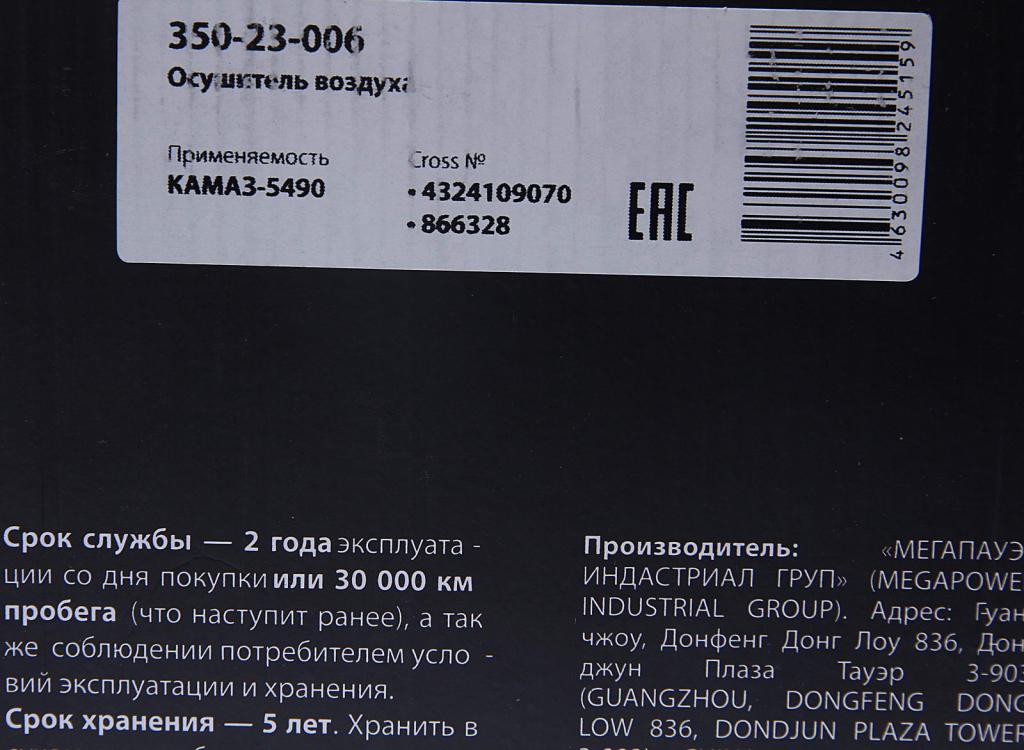 350-23-006
Осушитель воздуха
Применяемость
КАМАЗ-5490
Cross №
• 4324109070
• 866328
ЕАС
4630098245159
Срок службы — 2 года эксплуата -
ции со дня покупки или 30 000 км
пробега (что наступит ранее), а так
же соблюдении потребителем усло -
вий эксплуатации и хранения.
Срок хранения — 5 лет. Хранить в
Производитель: «МЕГАПАУЭ
ИНДАСТРИАЛ ГРУП» (MEGAPOWE
INDUSTRIAL GROUP). Адрес: Гуан
чжоу, Донфенг Донг Лоу 836, Дон
джун Плаза Тауэр 3-903
(GUANGZHOU, DONGFENG DONG
LOW 836, DONDJUN PLAZA TOWER